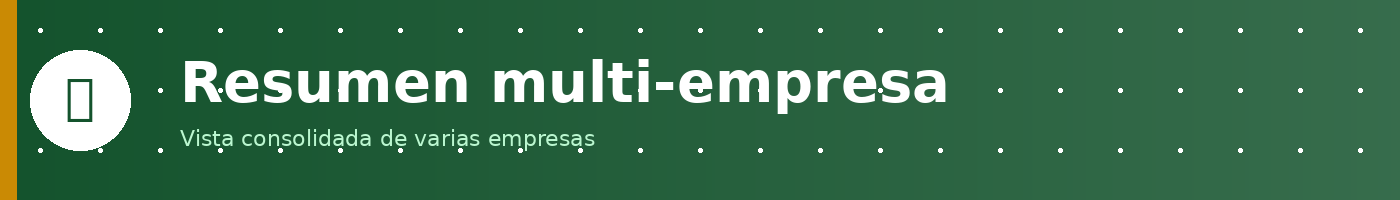 Resumen multi-empresa
Vista consolidada de varias empresas